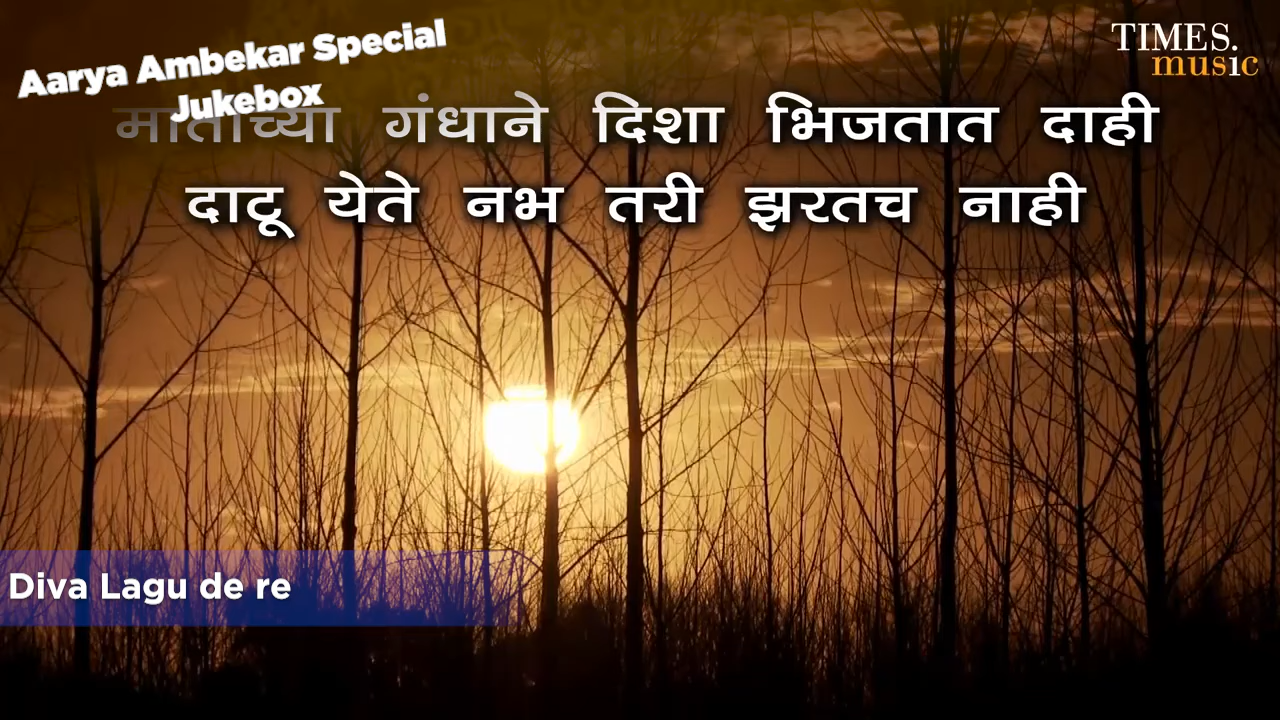 Aarya Ambekar Special
Jukebox
TIMES.
music
गंधाने दिशा भिजतात दाही
दाटू येते नभ तरी झरतच नाही
Diva Lagu de re